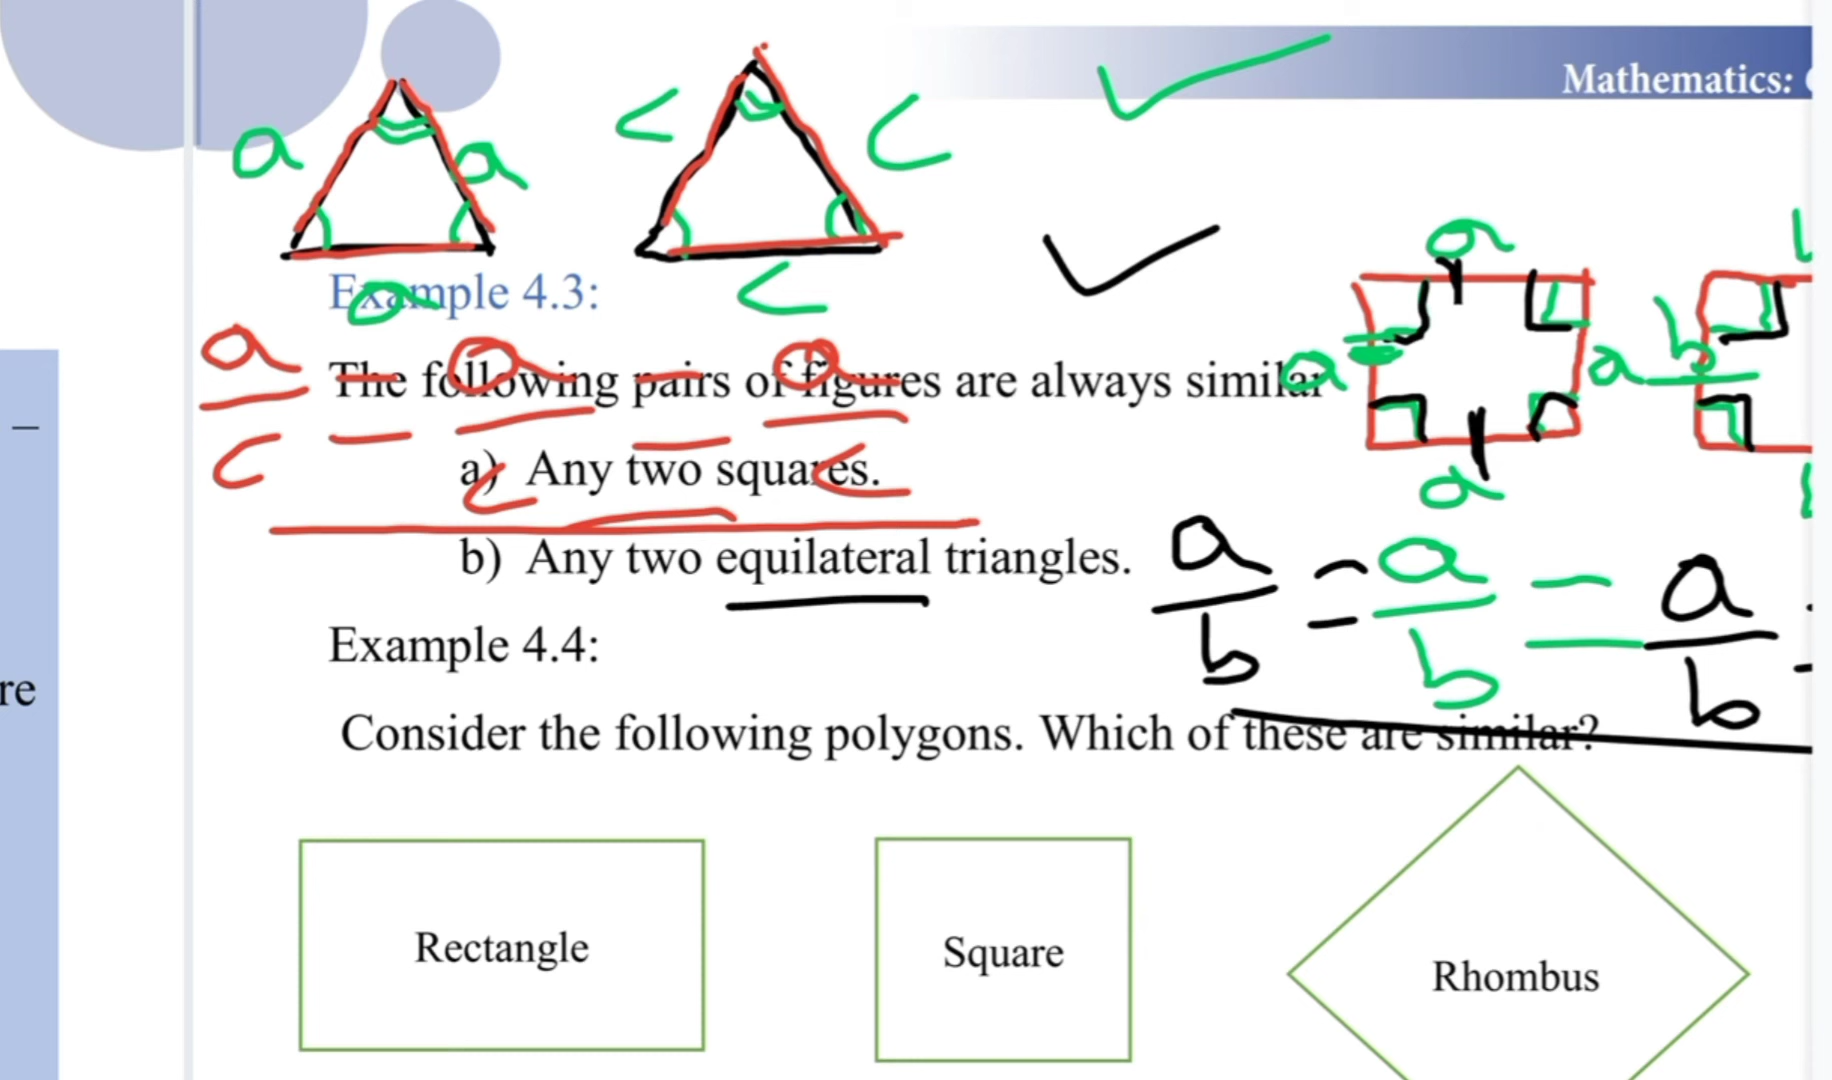 Mathematics:
a a c c
a c
Example 4.3:
a = a = a
c c c
The following pairs of figures are always similar
a) Any two squares.
b) Any two equilateral triangles.
a a a b
a
a = a = a
b b b
Example 4.4:
re
Consider the following polygons. Which of these are similar?
Rectangle
Square
Rhombus